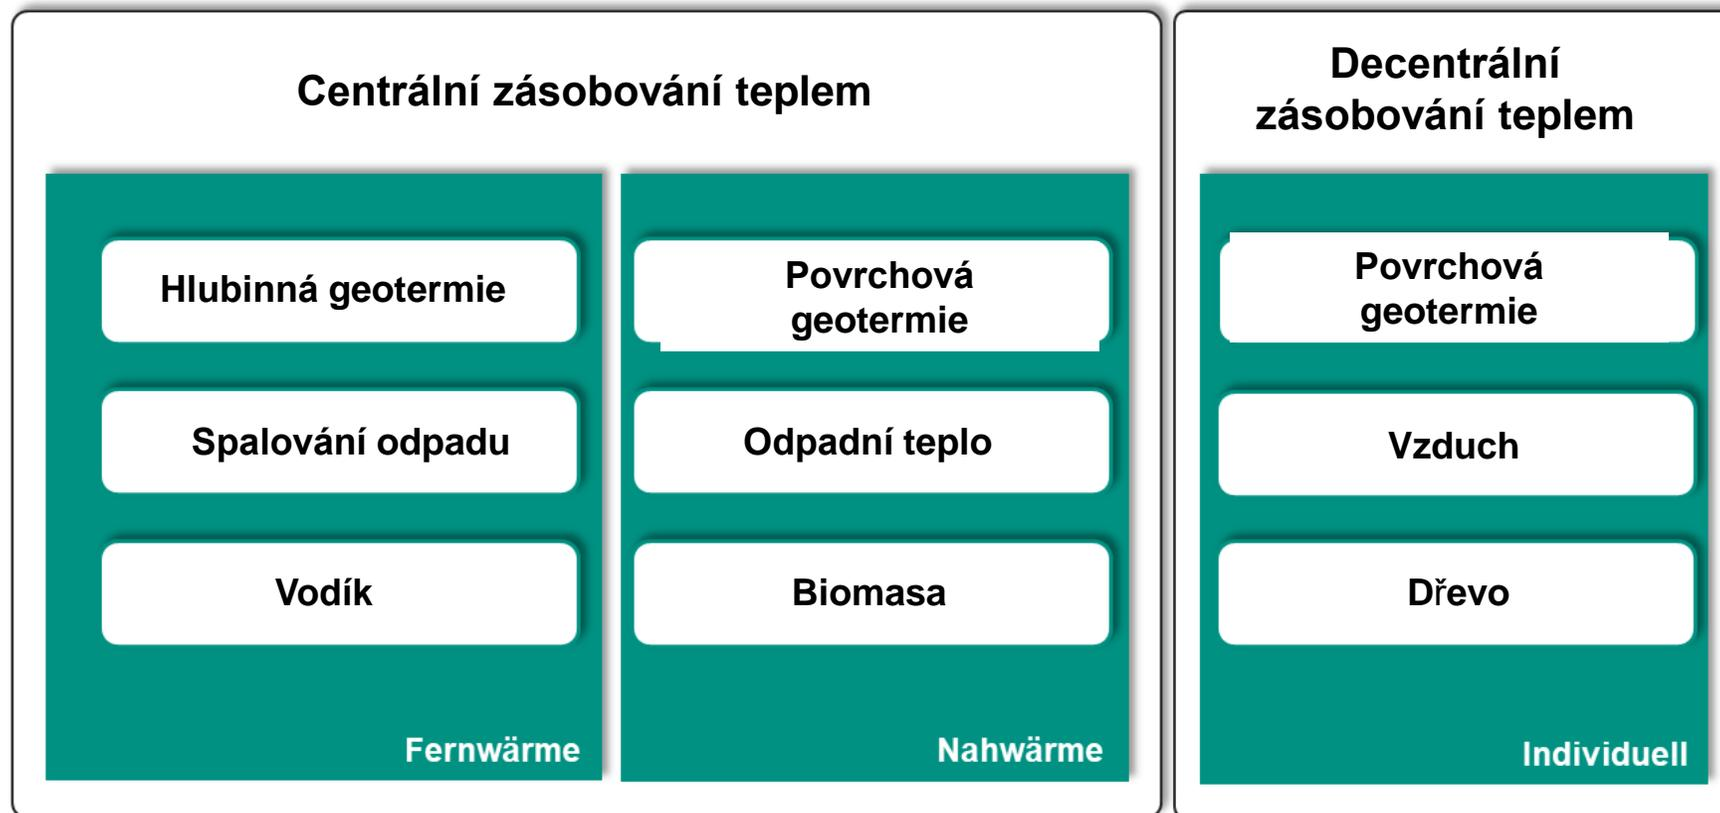 Centrální zásobování teplem
Hlubinná geotermie
Spalování odpadu
Vodík
Fernwärme
Povrchová
geotermie
Odpadní teplo
Biomasa
Nahwärme
Decentrální
zásobování teplem
Povrchová
geotermie
Vzduch
Dřevo
Individuell